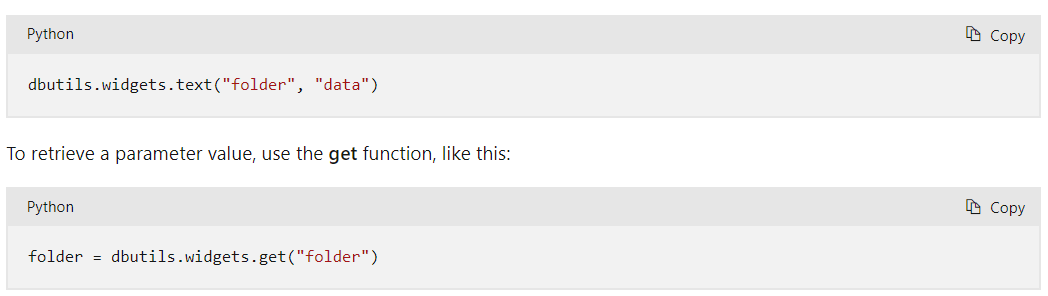 Python
Copy
dbutils.widgets.text("folder", "data")
To retrieve a parameter value, use the get function, like this:
Python
Copy
folder = dbutils.widgets.get("folder")